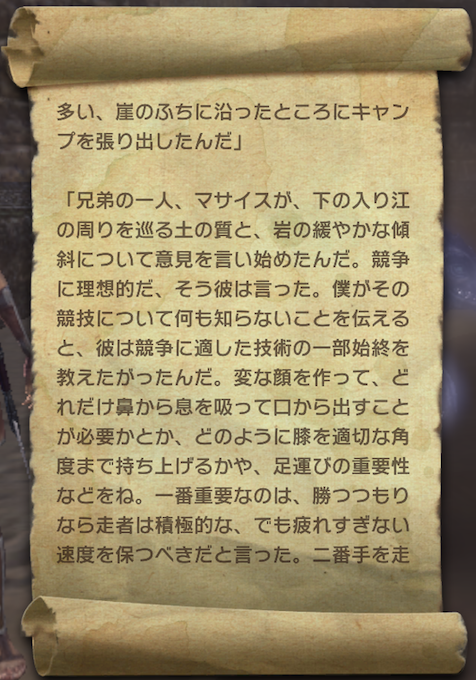 多い、崖のふちに沿ったところにキャン
プを張り出したんだ」
「兄弟の一人、マサイスが、下の入り江
の周りを巡る土の質と、岩の緩やかな傾
斜について意見を言い始めたんだ。競争
に理想的だ、そう彼は言った。僕がその
競技について何も知らないことを伝える
と、彼は競争に適した技術の一部始終を
教えたがったんだ。変な顔を作って、ど
れだけ鼻から息を吸って口から出すこと
が必要かとか、どのように膝を適切な角
度まで持ち上げるかや、足運びの重要性
などをね。一番重要なのは、勝つつもり
なら走者は積極的な、でも疲れすぎない
速度を保つべきだと言った。二番手を走